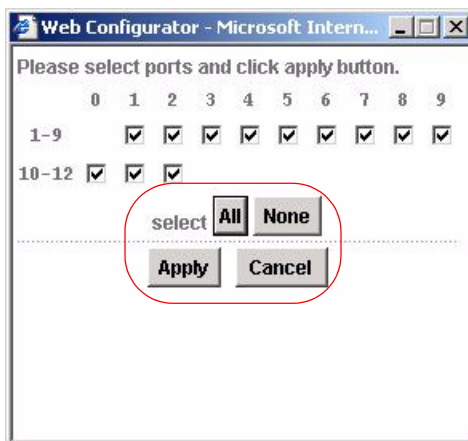 Web Configurator - Microsoft Intern...
Please select ports and click apply button.
0 1 2 3 4 5 6 7 8 9
1-9
10-12
select All None
Apply Cancel